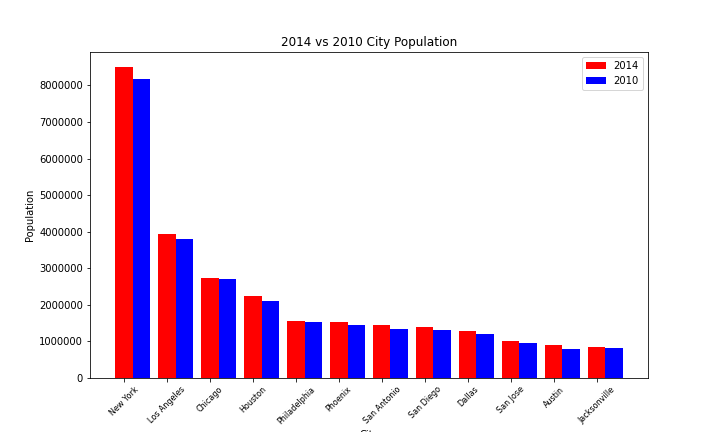 2014 vs 2010 City Population
2014
2010
Population
8000000
7000000
6000000
5000000
4000000
3000000
2000000
1000000
0
New York
Los Angeles
Chicago
Houston
Philadelphia
Phoenix
San Antonio
San Diego
Dallas
San Jose
Austin
Jacksonville